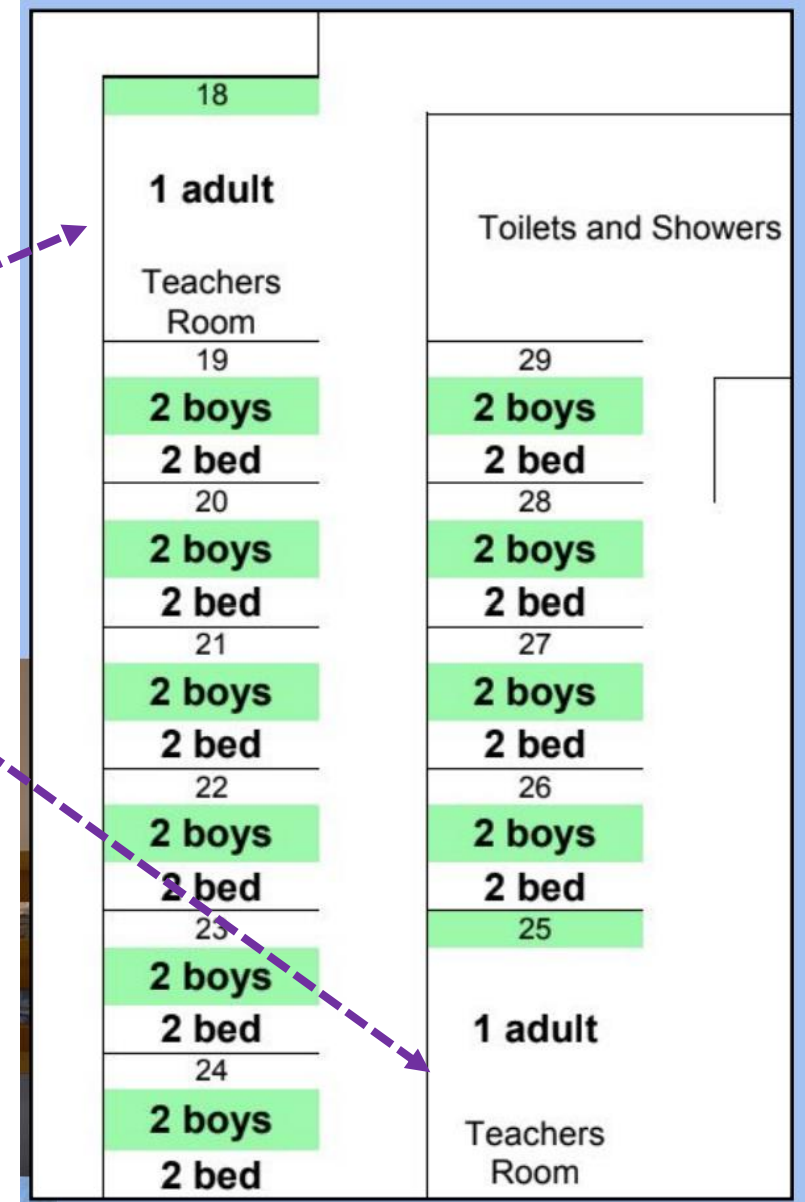 18
1 adult
Teachers
Room
19
2 boys
2 bed
20
2 boys
2 bed
21
2 boys
2 bed
22
2 boys
2 bed
23
2 boys
2 bed
24
2 boys
2 bed
Toilets and Showers
29
2 boys
2 bed
28
2 boys
2 bed
27
2 boys
2 bed
26
2 boys
2 bed
25
1 adult
Teachers
Room